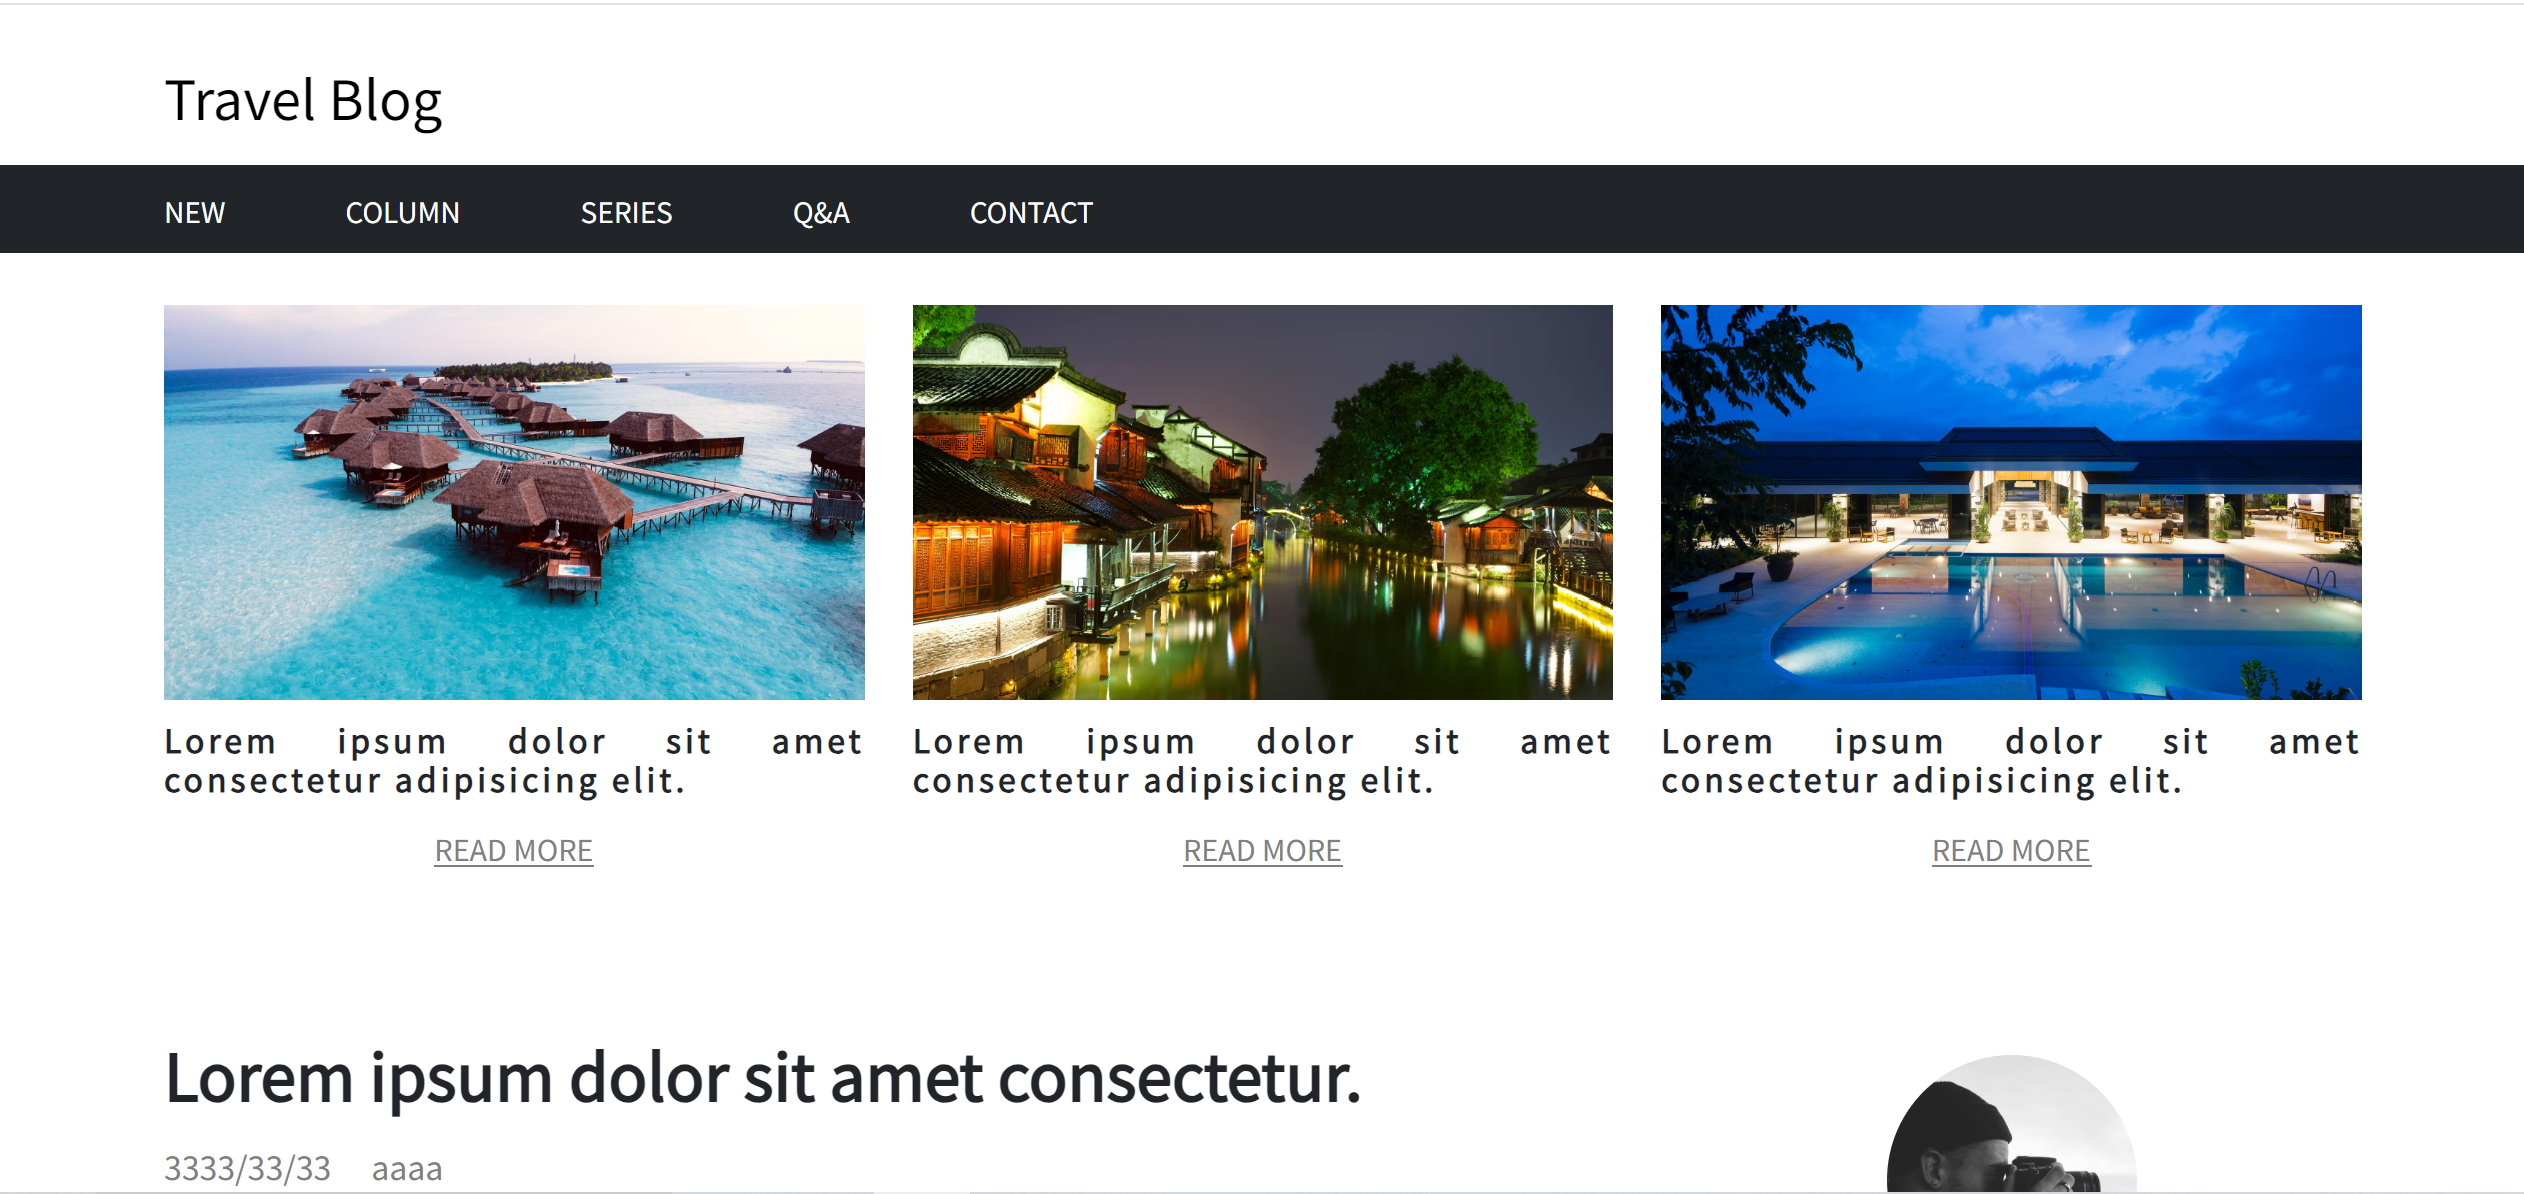 Travel Blog
NEW COLUMN SERIES Q&A CONTACT
Lorem ipsum dolor sit amet
consectetur adipisicing elit.
READ MORE
Lorem ipsum dolor sit amet
consectetur adipisicing elit.
READ MORE
Lorem ipsum dolor sit amet
consectetur adipisicing elit.
READ MORE
Lorem ipsum dolor sit amet consectetur.
3333/33/33 aaaa